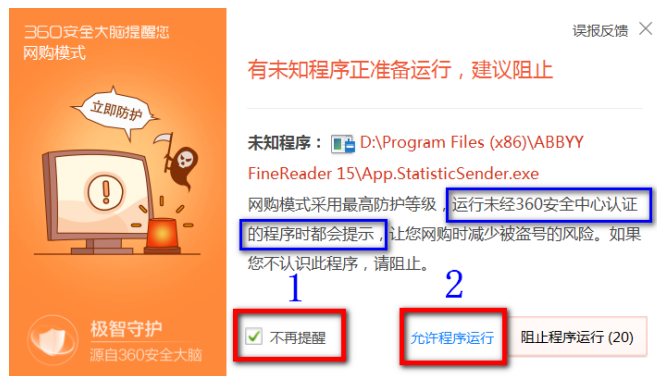 360安全大脑提醒您
网购模式
误报反馈
有未知程序正准备运行，建议阻止
立即防护
未知程序： D:\Program Files (x86)\ABBYY
FineReader 15\App.StatisticSender.exe
网购模式采用最高防护等级，运行未经360安全中心认证
的程序时都会提示，让您网购时减少被盗号的风险。如果
您不认识此程序，请阻止。
1
2
不再提醒
允许程序运行
阻止程序运行 (20)
极智守护
源自360安全大脑